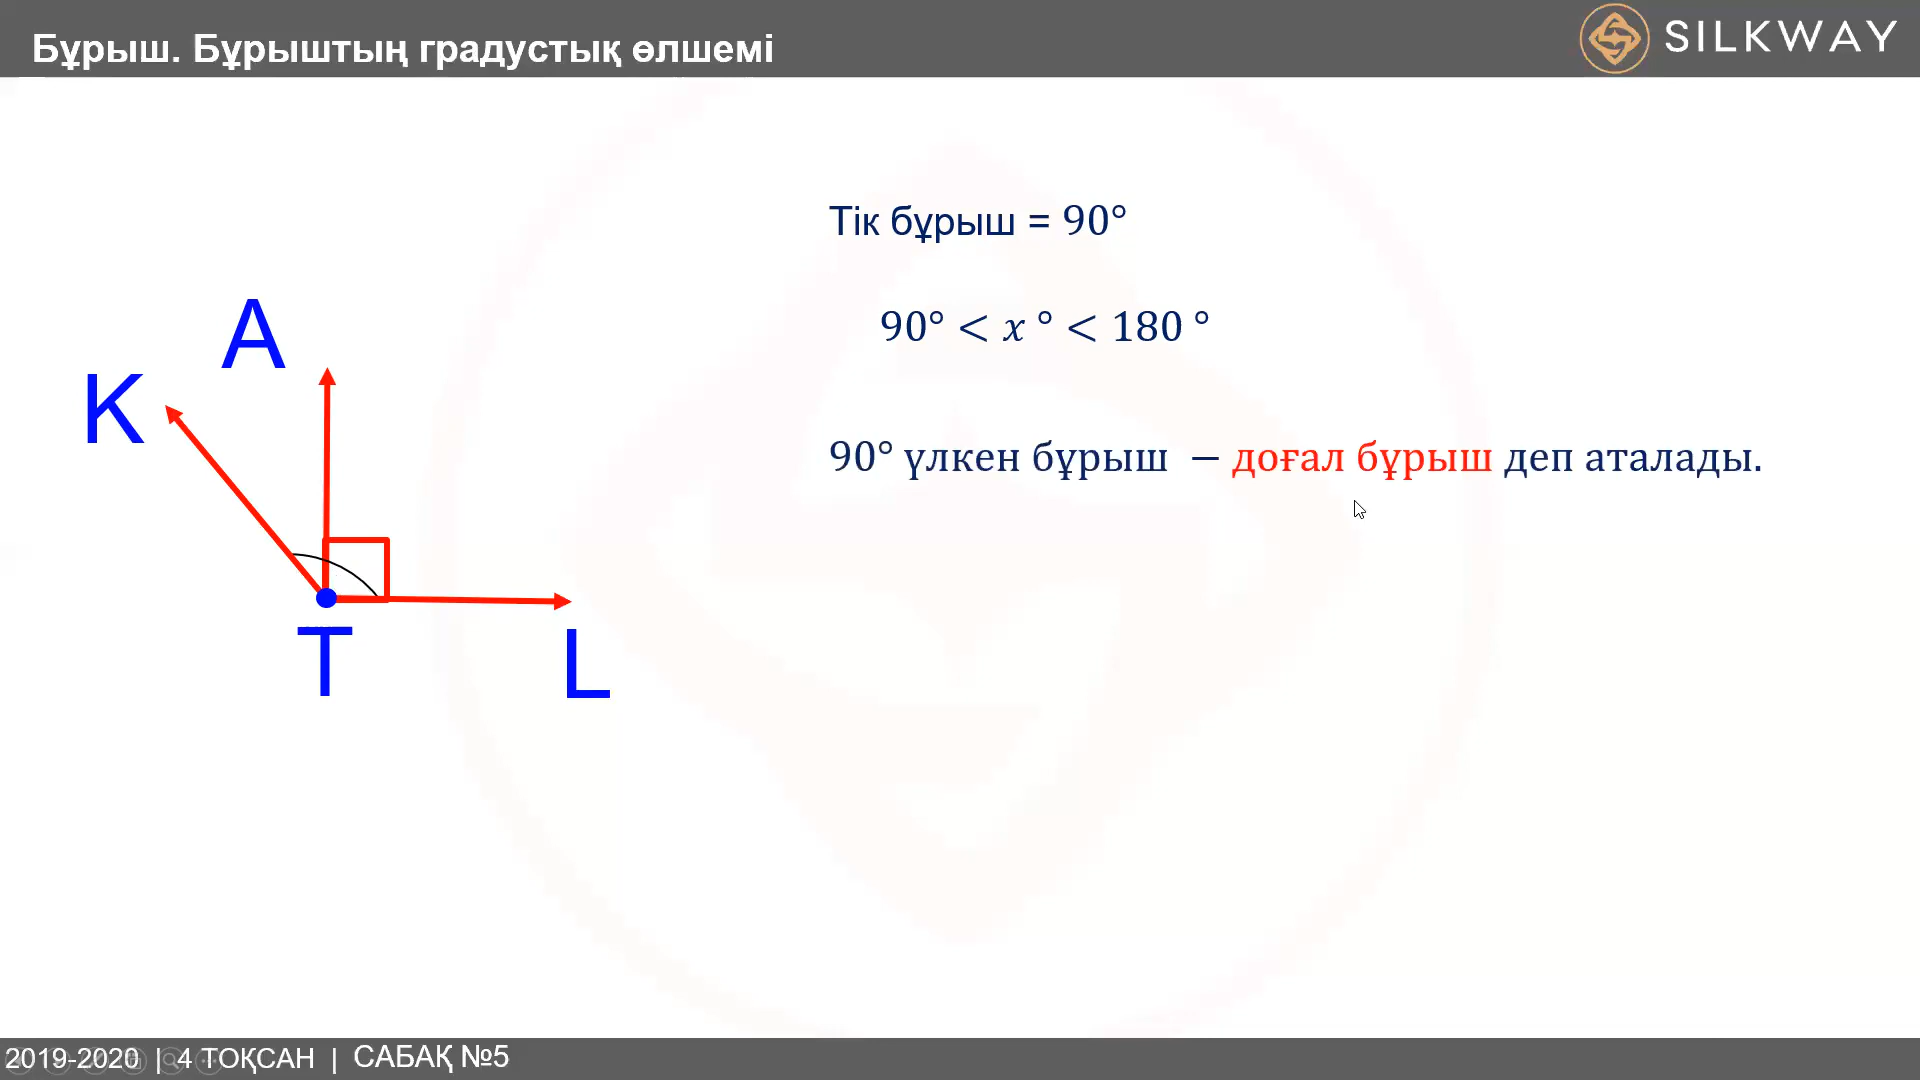 Бұрыш. Бұрыштың градустық өлшемі
SILKWAY
Тік бұрыш = 90°
90° < x ° < 180 °
90° үлкен бұрыш − доғал бұрыш деп аталады.
A
K
T
L
2019-2020 | 4 ТОҚСАН | САБАҚ №5